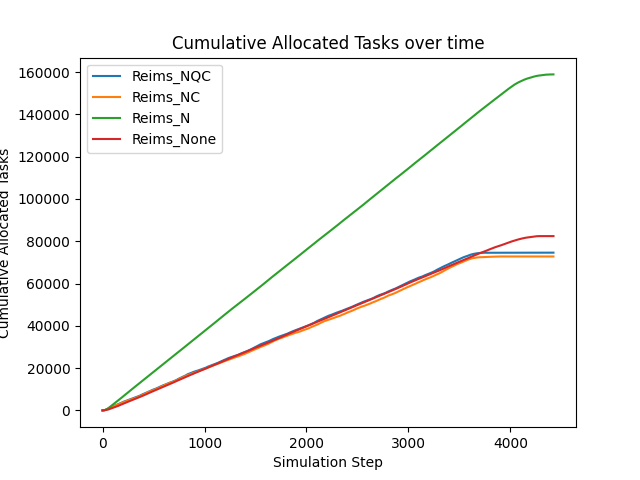 Cumulative Allocated Tasks over time
Reims_NQC
Reims_NC
Reims_N
Reims_None
Cumulative Allocated Tasks
160000
140000
120000
100000
80000
60000
40000
20000
0
0 1000 2000 3000 4000
Simulation Step